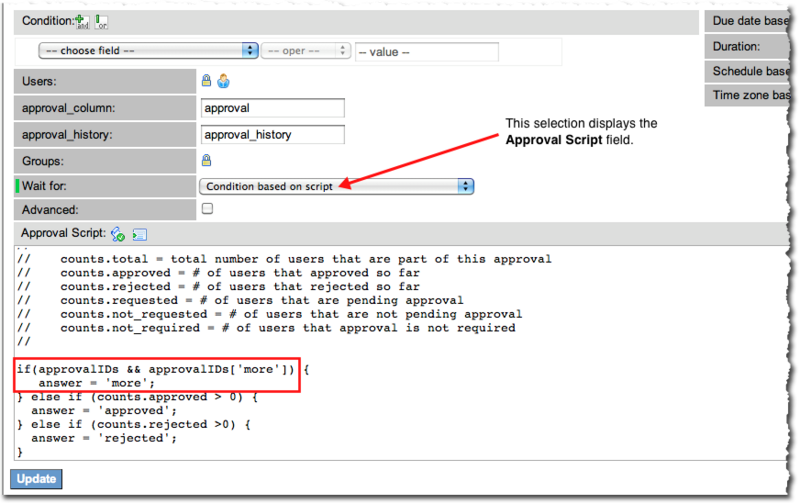 Condition: and or
Due date base
-- choose field -- -- oper -- -- value --
Duration:
Schedule base
Users:
Time zone bas
approval_column: approval
This selection displays the
Approval Script field.
approval_history: approval_history
Groups:
Wait for: Condition based on script
Advanced:
Approval Script:
//
// counts.total = total number of users that are part of this approval
// counts.approved = # of users that approved so far
// counts.rejected = # of users that rejected so far
// counts.requested = # of users that are pending approval
// counts.not_requested = # of users that are not pending approval
// counts.not_required = # of users that approval is not required
//
if(approvalIDs && approvalIDs['more']) {
answer = 'more';
} else if (counts.approved > 0) {
answer = 'approved';
} else if (counts.rejected >0) {
answer = 'rejected';
}
Update